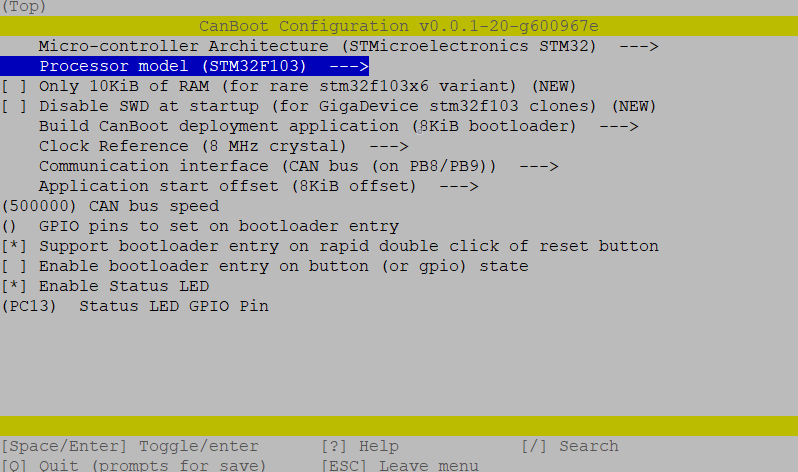 (Top)
CanBoot Configuration v0.0.1-20-g600967e
Micro-controller Architecture (STMicroelectronics STM32) --->
Processor model (STM32F103) --->
[ ] Only 10KiB of RAM (for rare stm32f103x6 variant) (NEW)
[ ] Disable SWD at startup (for GigaDevice stm32f103 clones) (NEW)
Build CanBoot deployment application (8KiB bootloader) --->
Clock Reference (8 MHz crystal) --->
Communication interface (CAN bus (on PB8/PB9)) --->
Application start offset (8KiB offset) --->
(500000) CAN bus speed
() GPIO pins to set on bootloader entry
[*] Support bootloader entry on rapid double click of reset button
[ ] Enable bootloader entry on button (or gpio) state
[*] Enable Status LED
(PC13) Status LED GPIO Pin
[Space/Enter] Toggle/enter [?] Help [/] Search
[Q] Quit (prompts for save) [ESC] Leave menu